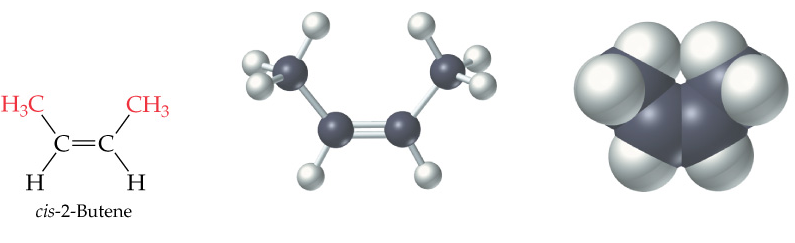 H₃C CH₃
C=C
H H
cis-2-Butene